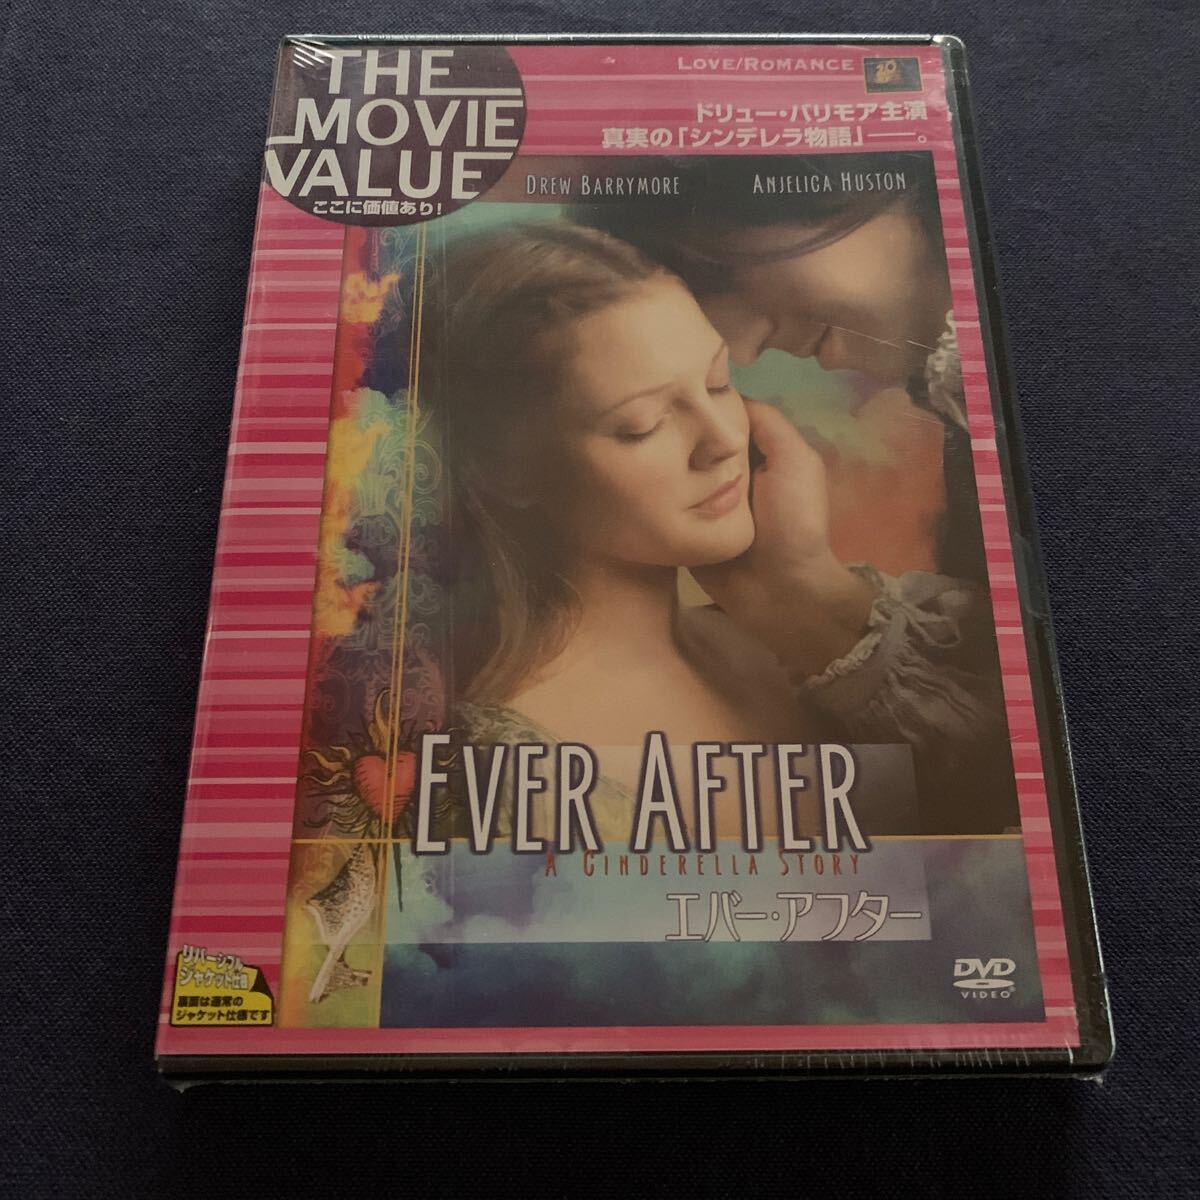 THE
MOVIE
VALUE
ここに価値あり!
LOVE/ROMANCE
20
ドリュー・バリモア主演
真実の「シンデレラ物語」――。
DREW BARRYMORE
ANJELICA HUSTON
EVER AFTER
A CINDERELLA STORY
エバー・アフター
リバーシブル
ジャケット仕様
裏面は通常の
ジャケット仕様です
DVD
VIDEO